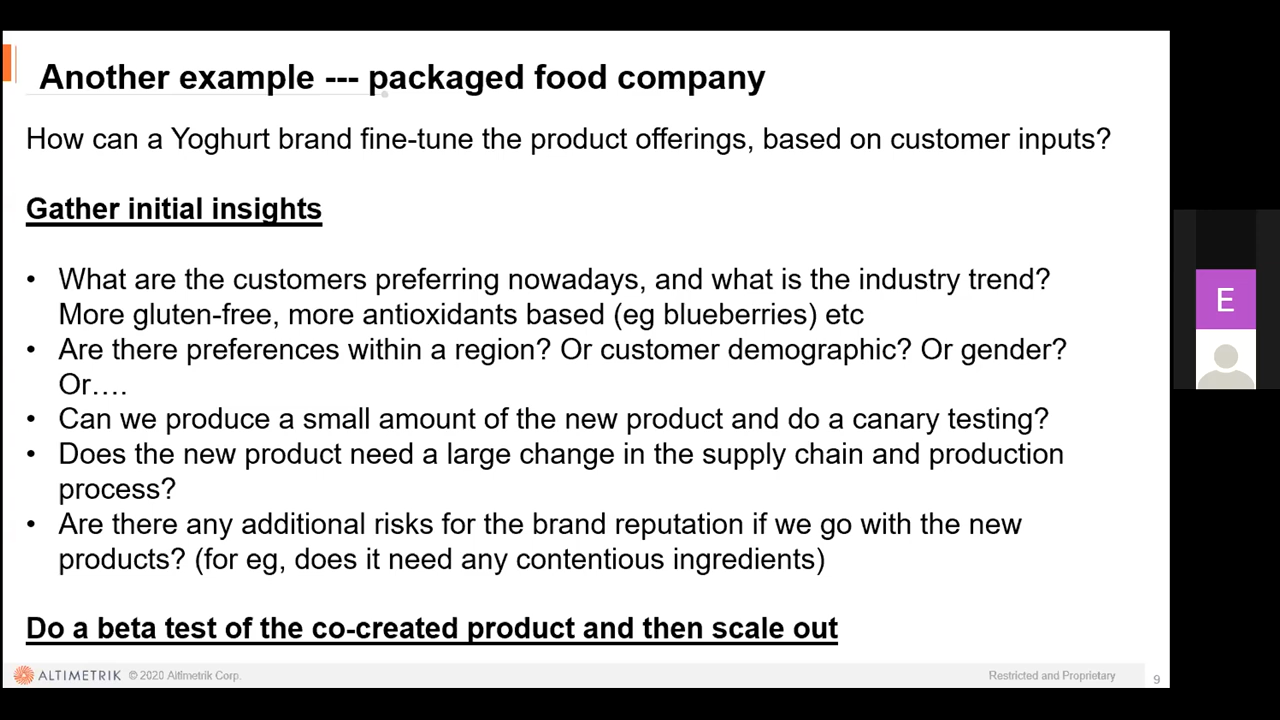 Another example --- packaged food company
How can a Yoghurt brand fine-tune the product offerings, based on customer inputs?
Gather initial insights
• What are the customers preferring nowadays, and what is the industry trend?
More gluten-free, more antioxidants based (eg blueberries) etc
• Are there preferences within a region? Or customer demographic? Or gender?
Or....
• Can we produce a small amount of the new product and do a canary testing?
• Does the new product need a large change in the supply chain and production
process?
• Are there any additional risks for the brand reputation if we go with the new
products? (for eg, does it need any contentious ingredients)
Do a beta test of the co-created product and then scale out
ALTIMETRIK © 2020 Altimetrik Corp.
Restricted and Proprietary
9
E